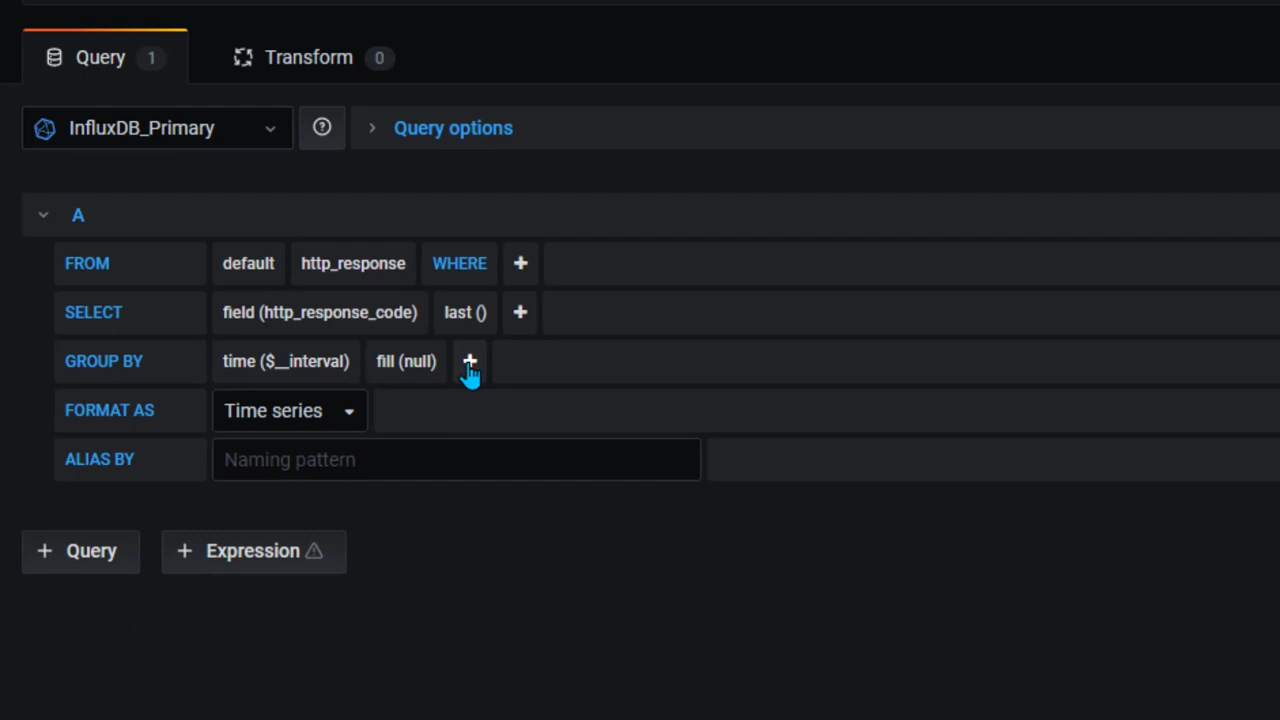 Query 1 Transform 0
InfluxDB_Primary Query options
A
FROM default http_response WHERE +
SELECT field (http_response_code) last () +
GROUP BY time ($__interval) fill (null) +
FORMAT AS Time series
ALIAS BY Naming pattern
+ Query + Expression